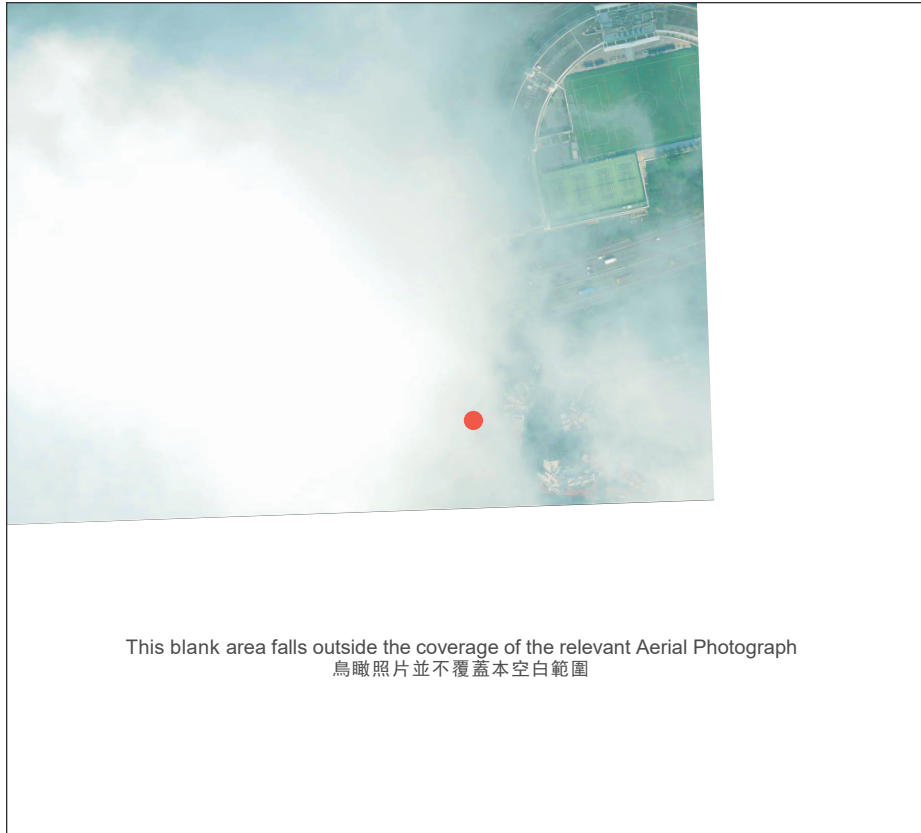 This blank area falls outside the coverage of the relevant Aerial Photograph
鳥瞰照片並不覆蓋本空白範圍